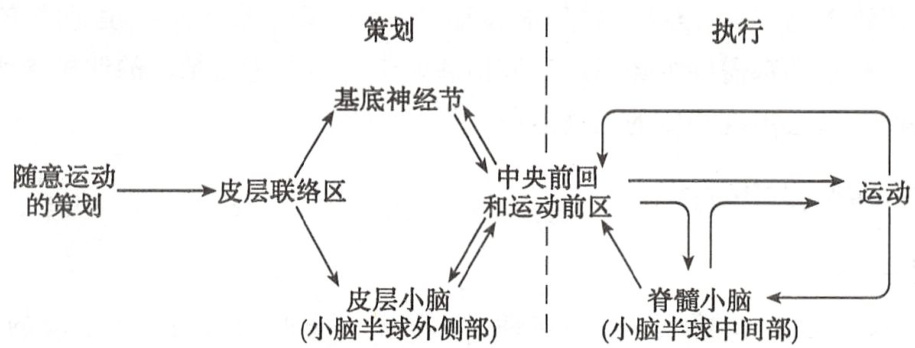 策划
执行
基底神经节
随意运动
的策划
皮层联络区
中央前回
和运动前区
运动
皮层小脑
(小脑半球外侧部)
脊髓小脑
(小脑半球中间部)